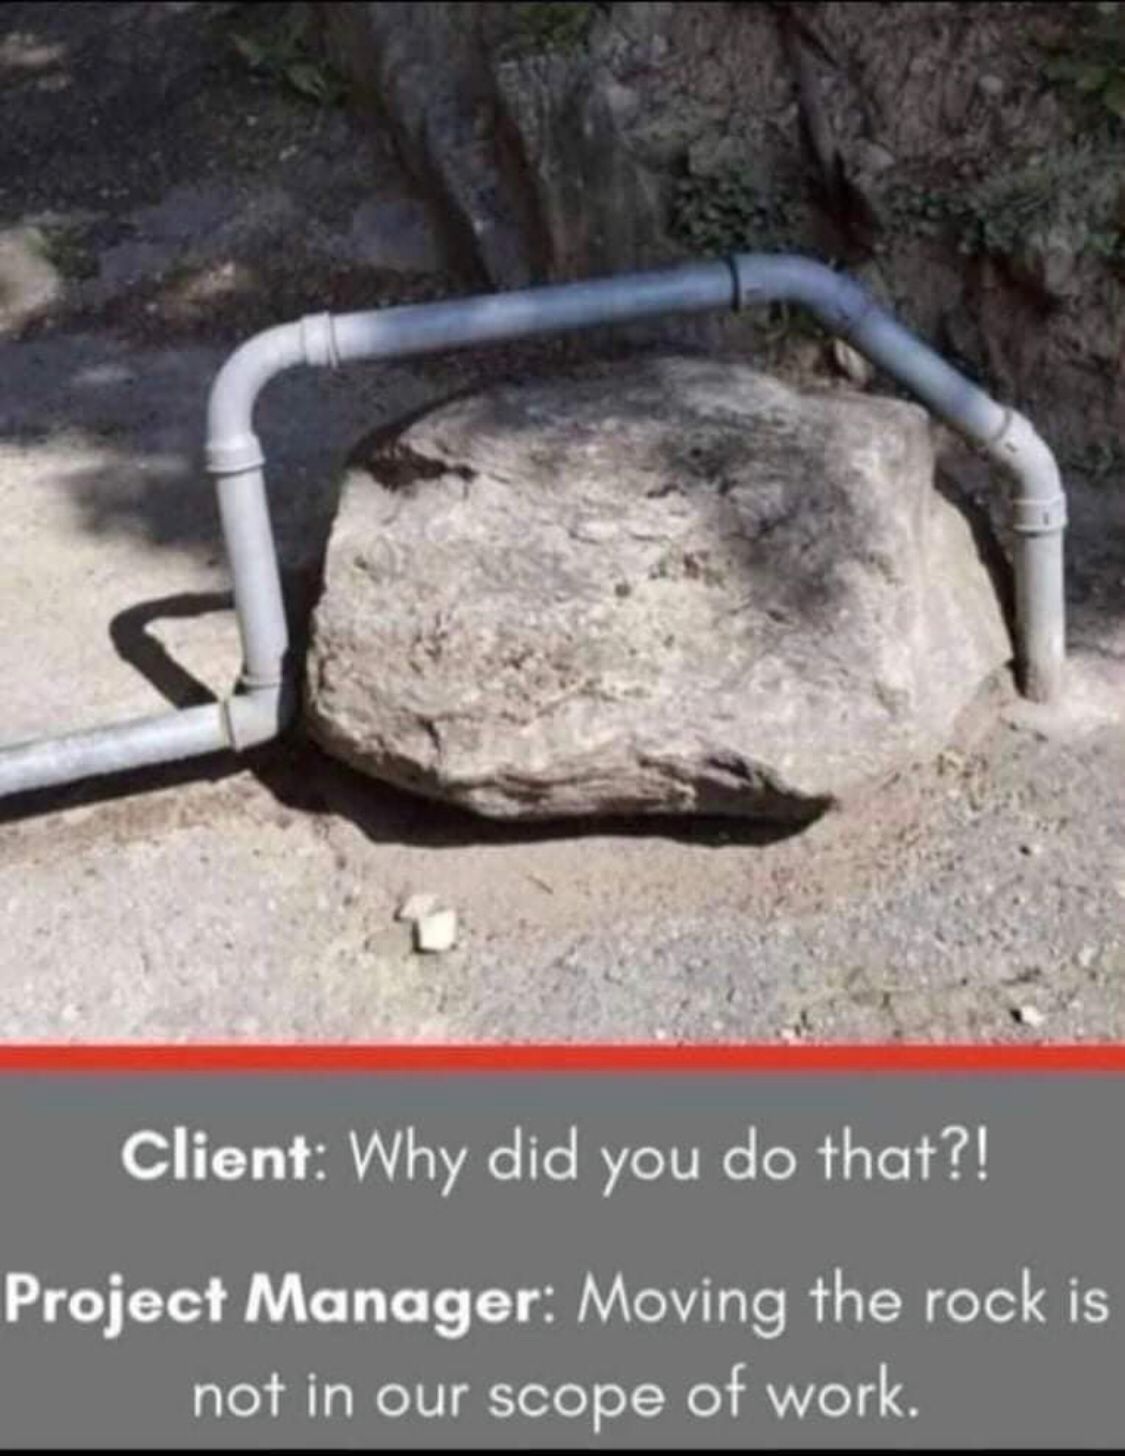 Client: Why did you do that?!
Project Manager: Moving the rock is
not in our scope of work.